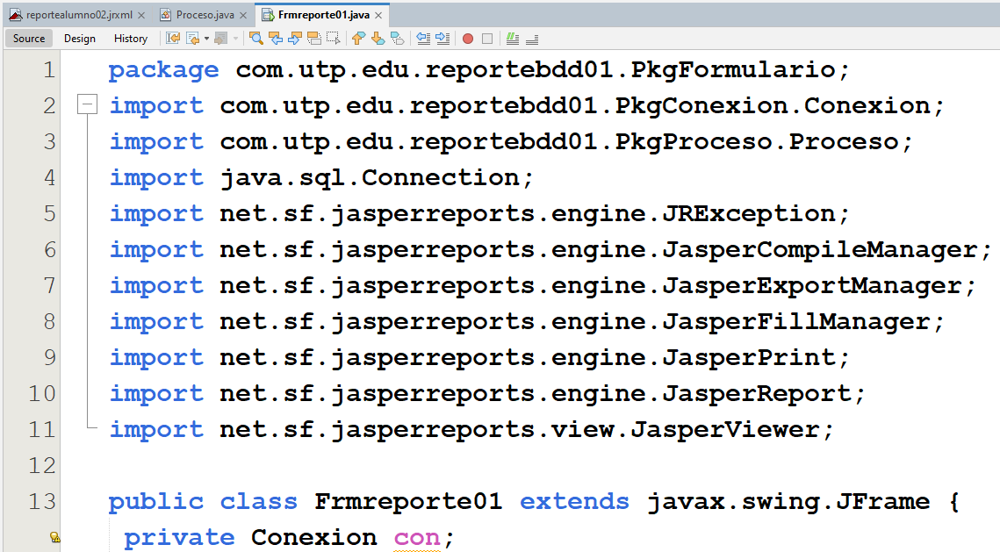 reportealumno02.jrxml Proceso.java Frmreporte01.java
Source Design History
1 package com.utp.edu.reportebdd01.PkgFormulario;
2 import com.utp.edu.reportebdd01.PkgConexion.Conexion;
3 import com.utp.edu.reportebdd01.PkgProceso.Proceso;
4 import java.sql.Connection;
5 import net.sf.jasperreports.engine.JRException;
6 import net.sf.jasperreports.engine.JasperCompileManager;
7 import net.sf.jasperreports.engine.JasperExportManager;
8 import net.sf.jasperreports.engine.JasperFillManager;
9 import net.sf.jasperreports.engine.JasperPrint;
10 import net.sf.jasperreports.engine.JasperReport;
11 import net.sf.jasperreports.view.JasperViewer;
12
13 public class Frmreporte01 extends javax.swing.JFrame {
private Conexion con;